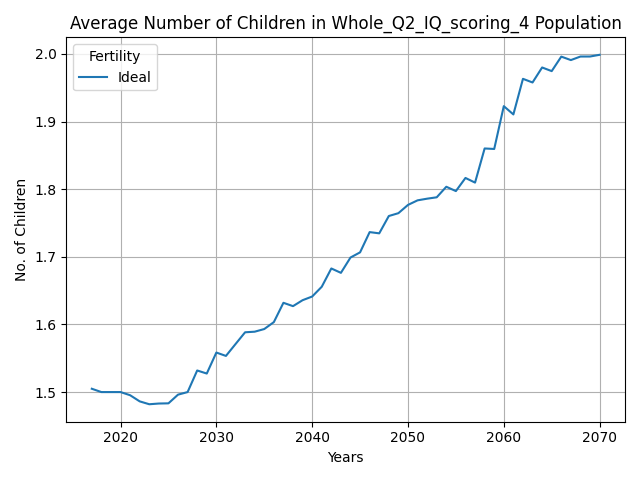 Average Number of Children in Whole_Q2_IQ_scoring_4 Population
Fertility
Ideal
2.0
1.9
1.8
1.7
1.6
1.5
No. of Children
2020 2030 2040 2050 2060 2070
Years